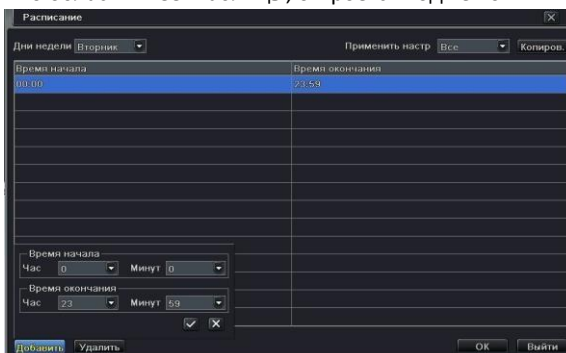 Расписание
Дни недели Вторник Применить настр Все Копиров.
Время начала Время окончания
00:00 23:59
Время начала
Час 0 Минут 0
Время окончания
Час 23 Минут 59
Добавить Удалить ОК Выйти